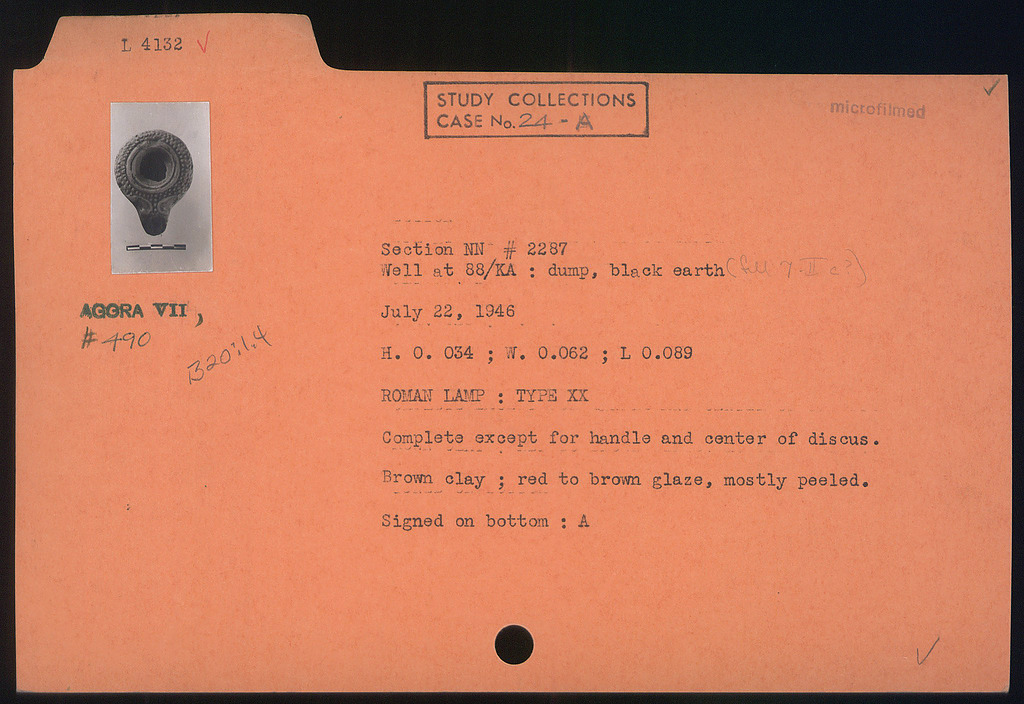 L 4132
STUDY COLLECTIONS
CASE No. 24 - A
microfilmed
Section NN # 2287
Well at 88/KA : dump, black earth (fill
July 22, 1946
H. 0. 034 ; W. 0.062 ; L 0.089
ROMAN LAMP : TYPE XX
Complete except for handle and center of discus.
Brown clay ; red to brown glaze, mostly peeled.
Signed on bottom : A
AGORA VII,
# 490